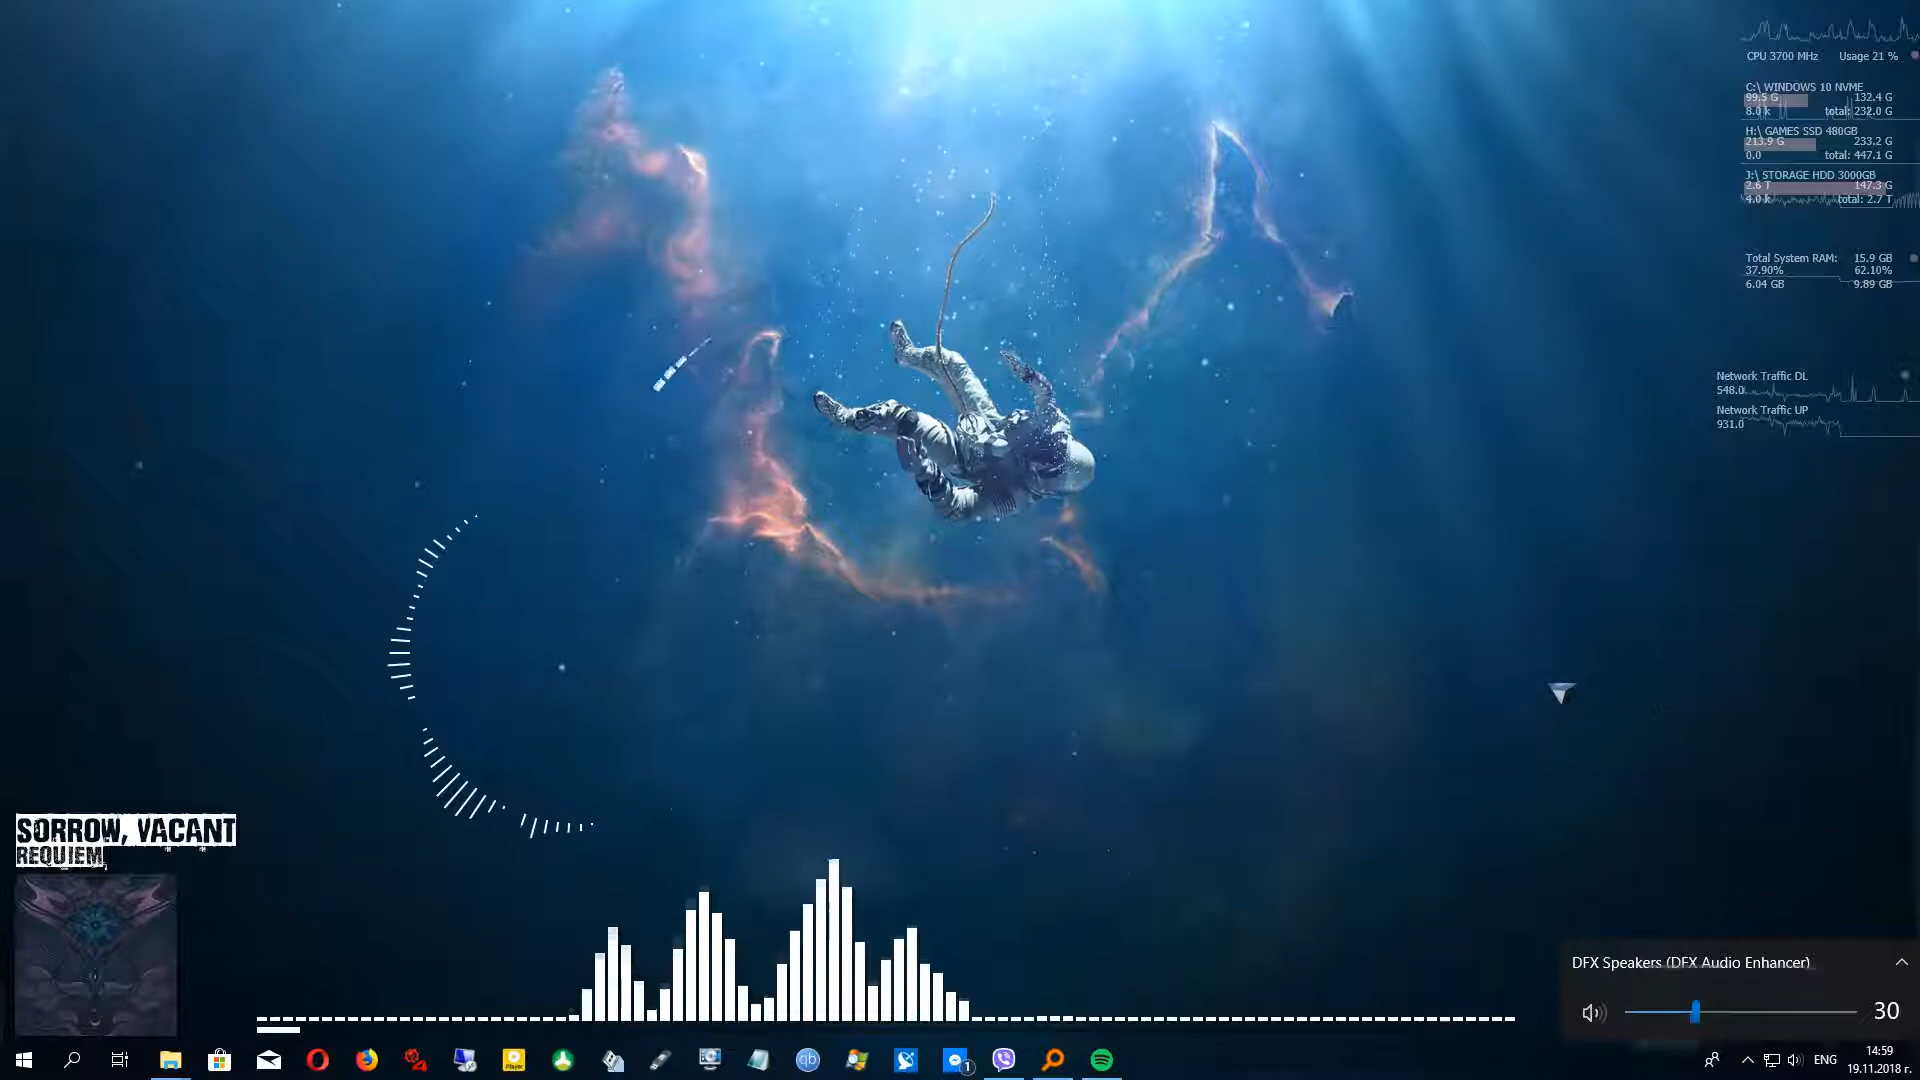 CPU 3700 MHz Usage 21 %
C:\ WINDOWS 10 NVME
99.5 G 132.4 G
8.0 k total: 232.0 G
H:\ GAMES SSD 480GB
213.9 G 233.2 G
0.0 total: 447.1 G
J:\ STORAGE HDD 3000GB
2.6 T 147.3 G
4.0 k total: 2.7 T
Total System RAM: 15.9 GB
37.90% 62.10%
6.04 GB 9.89 GB
Network Traffic DL
548.0
Network Traffic UP
931.0
SORROW, VACANT
REQUIEM.
DFX Speakers (DFX Audio Enhancer)
30
Player
qb
1
ENG
14:59
19.11.2018 г.